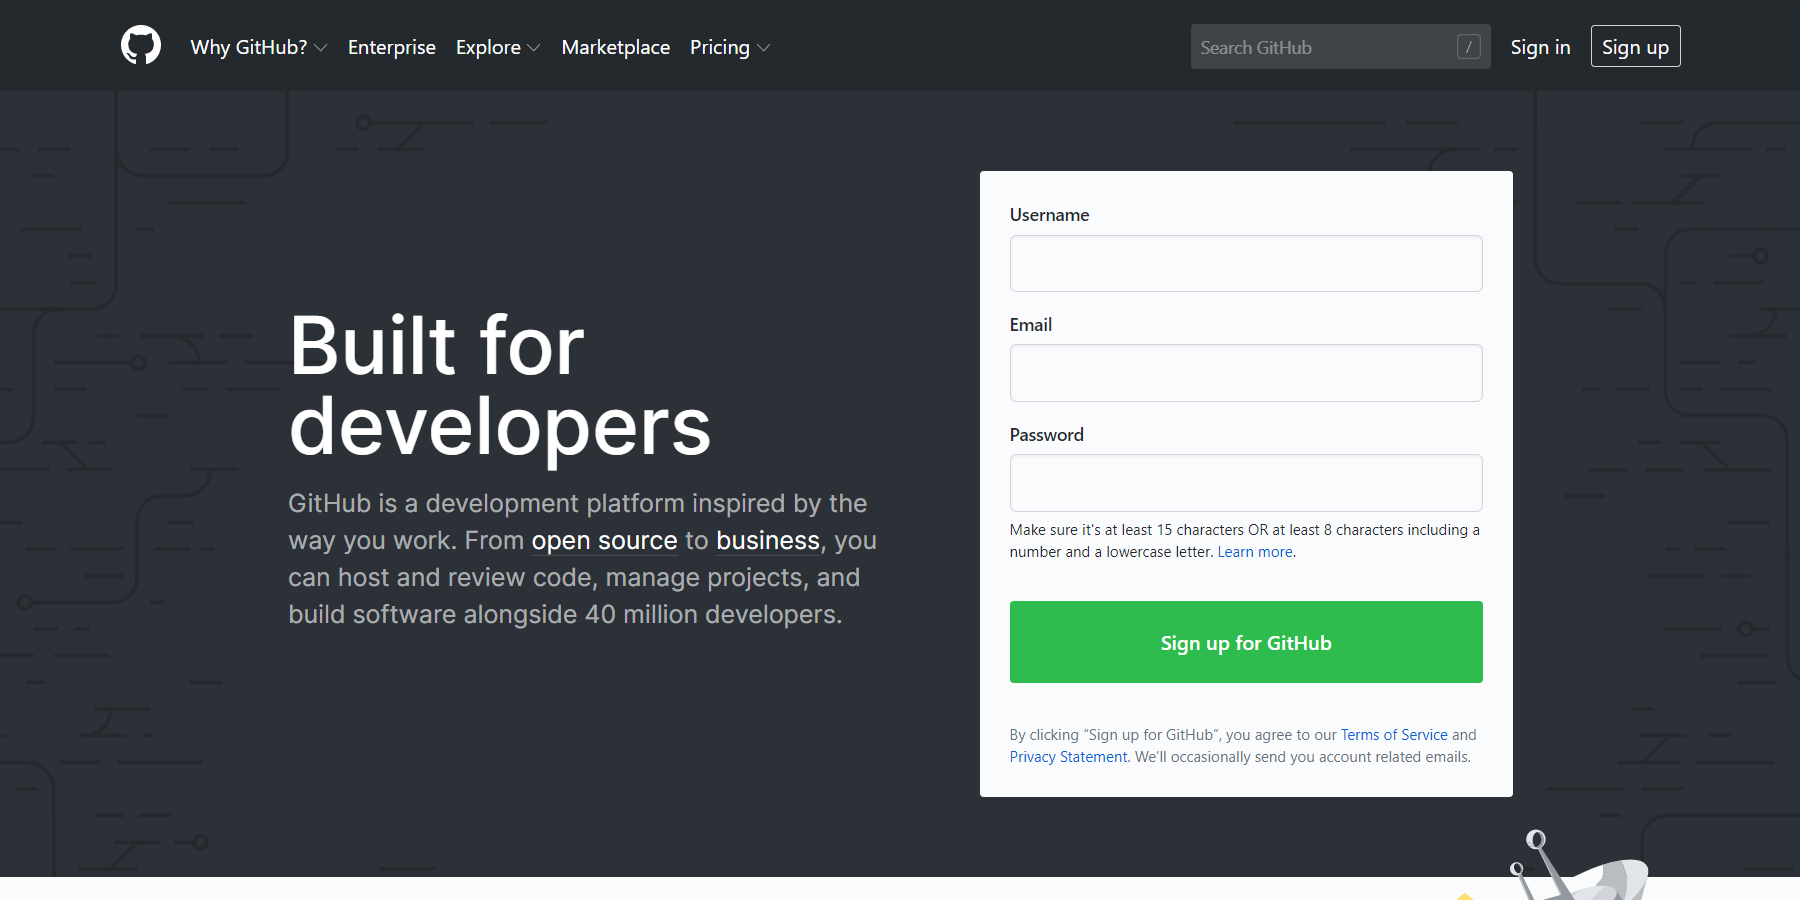 Why GitHub? Enterprise Explore Marketplace Pricing Search GitHub / Sign in Sign up
Built for
developers
GitHub is a development platform inspired by the
way you work. From open source to business, you
can host and review code, manage projects, and
build software alongside 40 million developers.
Username
Email
Password
Make sure it's at least 15 characters OR at least 8 characters including a
number and a lowercase letter. Learn more.
Sign up for GitHub
By clicking “Sign up for GitHub”, you agree to our Terms of Service and
Privacy Statement. We’ll occasionally send you account related emails.